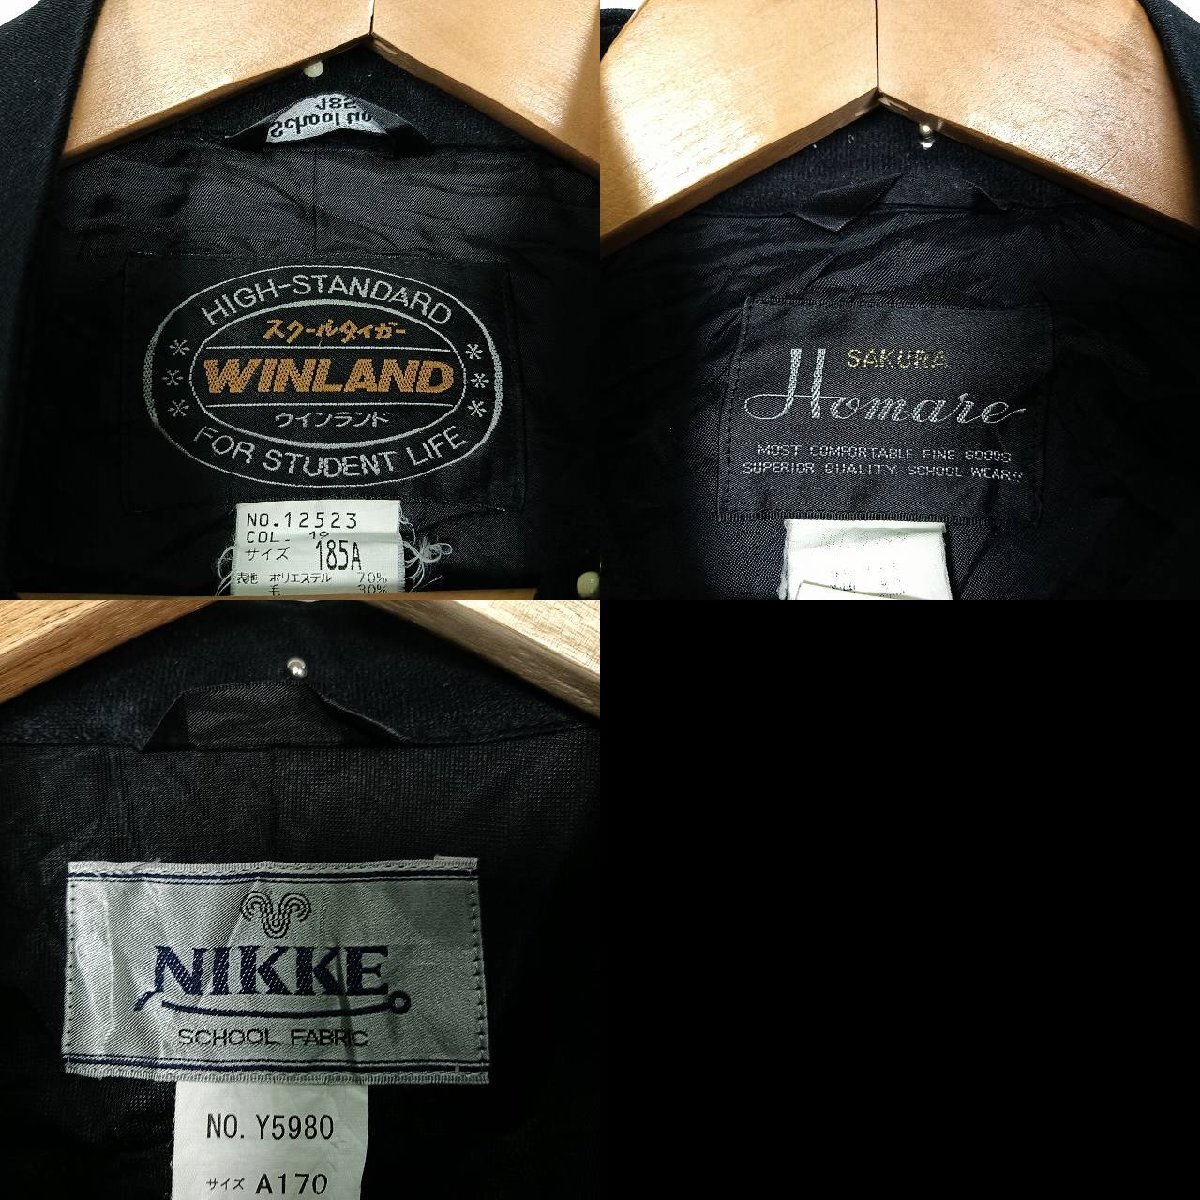 185
School
HIGH-STANDARD
スクールタイガー
WINLAND
ウインランド
FOR STUDENT LIFE
NO.12523
COL.
サイズ 185A
表地 ポリエステル 70%
毛 30%
SAKURA
Homare
MOST COMFORTABLE FINE GOODS
SUPERIOR QUALITY SCHOOL WEAR
NIKKE
SCHOOL FABRIC
NO. Y5980
サイズ A170